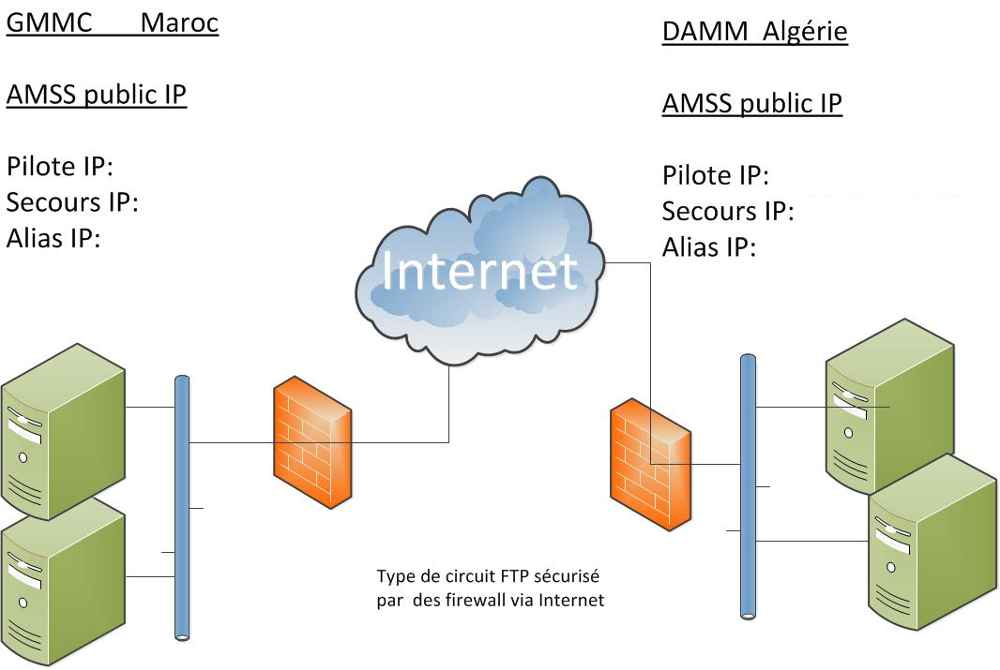 GMMC Maroc
AMSS public IP
Pilote IP:
Secours IP:
Alias IP:
DAMM Algérie
AMSS public IP
Pilote IP:
Secours IP:
Alias IP:
Internet
Type de circuit FTP sécurisé
par des firewall via Internet